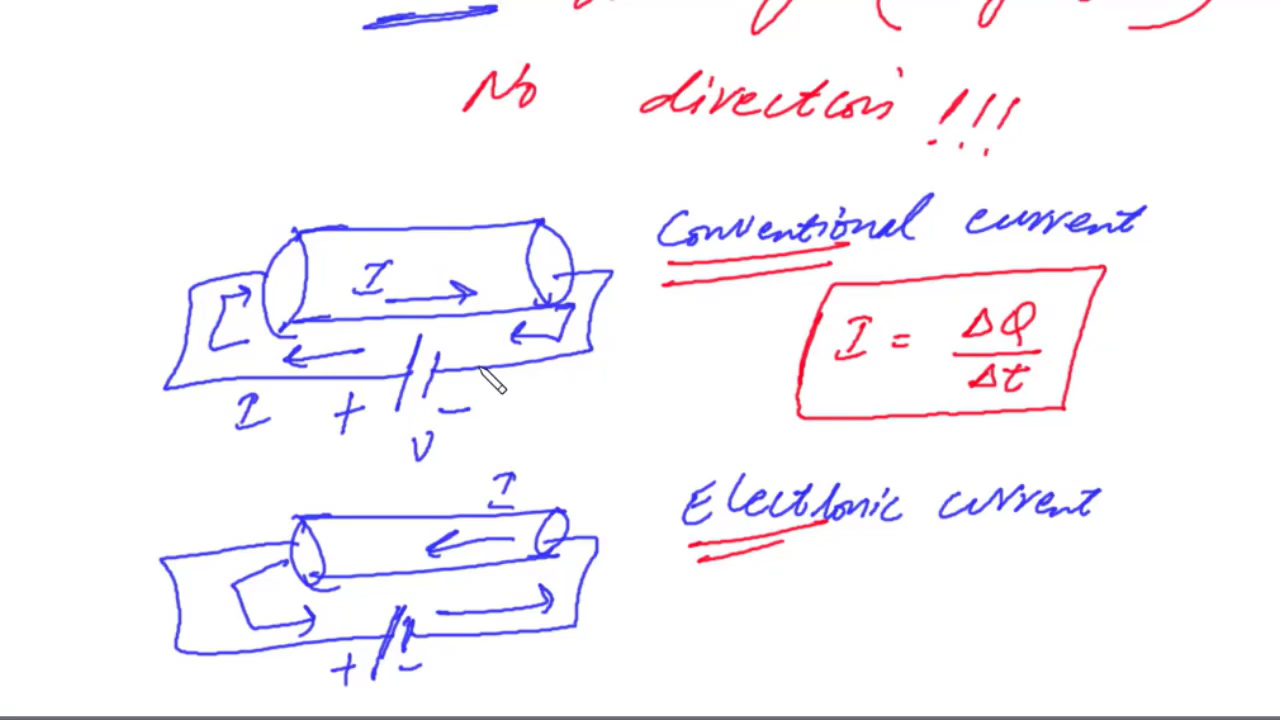 No direction !!!
Conventional current
I
I = ΔQ / Δt
I + -
V
I
Electronic current
+ -